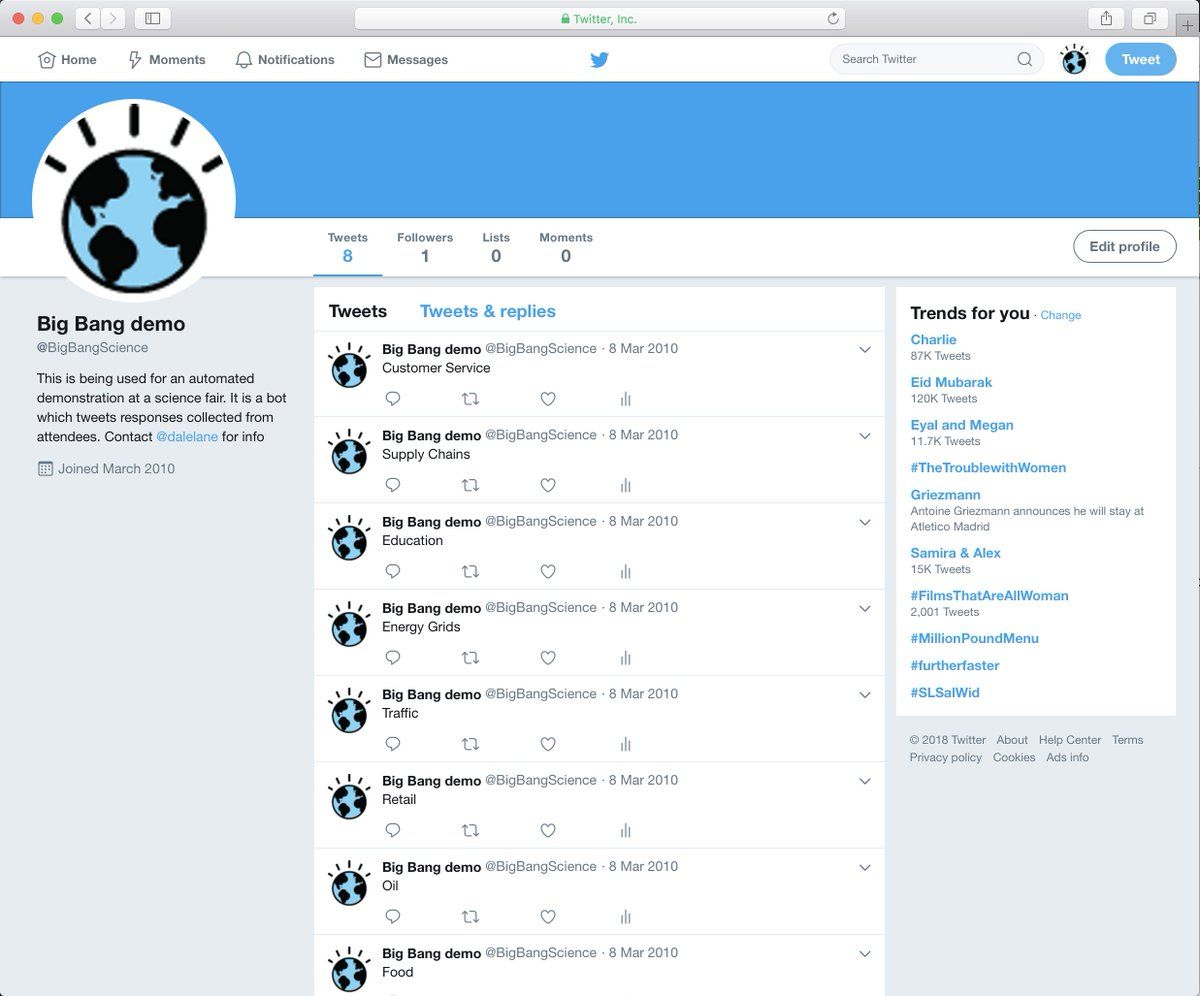 Twitter, Inc.
Home Moments Notifications Messages
Search Twitter
Tweet
Tweets Followers Lists Moments
8 1 0 0
Edit profile
Big Bang demo
@BigBangScience
This is being used for an automated
demonstration at a science fair. It is a bot
which tweets responses collected from
attendees. Contact @dalelane for info
Joined March 2010
Tweets Tweets & replies
Big Bang demo @BigBangScience · 8 Mar 2010
Customer Service
Big Bang demo @BigBangScience · 8 Mar 2010
Supply Chains
Big Bang demo @BigBangScience · 8 Mar 2010
Education
Big Bang demo @BigBangScience · 8 Mar 2010
Energy Grids
Big Bang demo @BigBangScience · 8 Mar 2010
Traffic
Big Bang demo @BigBangScience · 8 Mar 2010
Retail
Big Bang demo @BigBangScience · 8 Mar 2010
Oil
Big Bang demo @BigBangScience · 8 Mar 2010
Food
Trends for you · Change
Charlie
87K Tweets
Eid Mubarak
120K Tweets
Eyal and Megan
11.7K Tweets
#TheTroublewithWomen
Griezmann
Antoine Griezmann announces he will stay at
Atletico Madrid
Samira & Alex
15K Tweets
#FilmsThatAreAllWoman
2,001 Tweets
#MillionPoundMenu
#furtherfaster
#SLSalWid
© 2018 Twitter About Help Center Terms
Privacy policy Cookies Ads info